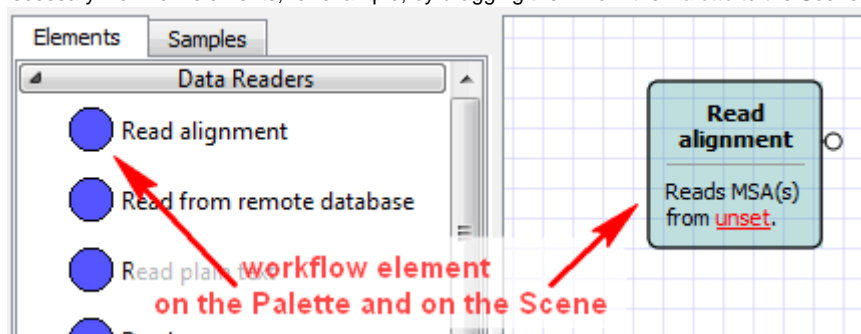 Elements Samples
Data Readers
Read alignment
Read from remote database
Read plain text
workflow element
on the Palette and on the Scene
Read
alignment
Reads MSA(s)
from unset.